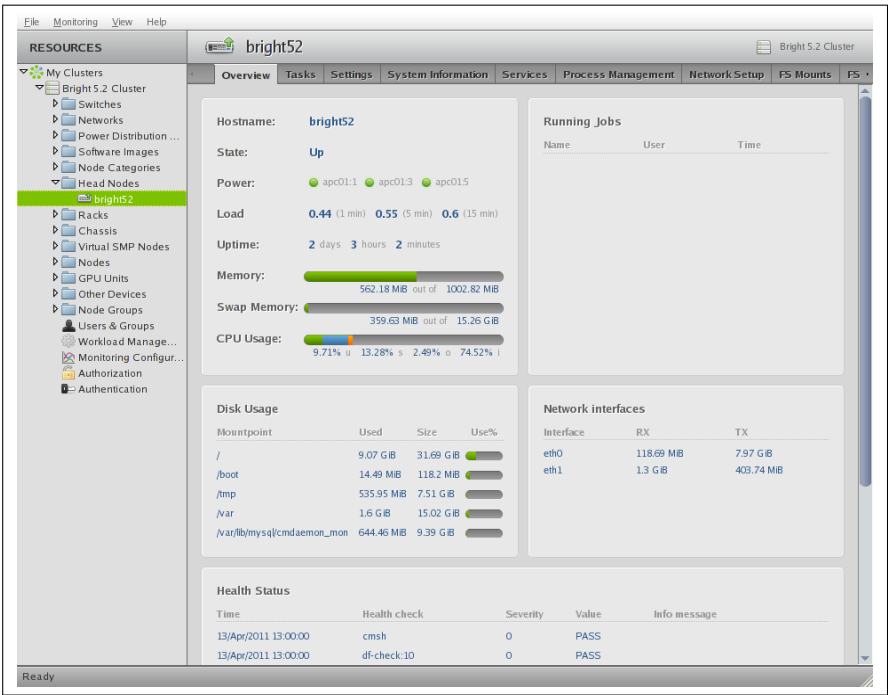 File Monitoring View Help
RESOURCES
bright52
Bright 5.2 Cluster
My Clusters
Bright 5.2 Cluster
Switches
Networks
Power Distribution ...
Software Images
Node Categories
Head Nodes
bright52
Racks
Chassis
Virtual SMP Nodes
Nodes
GPU Units
Other Devices
Node Groups
Users & Groups
Workload Manage...
Monitoring Configur...
Authorization
Authentication
Overview Tasks Settings System Information Services Process Management Network Setup FS Mounts FS
Hostname: bright52
State: Up
Power: apc01:1 apc01:3 apc01:5
Load 0.44 (1 min) 0.55 (5 min) 0.6 (15 min)
Uptime: 2 days 3 hours 2 minutes
Memory:
562.18 MiB out of 1002.82 MiB
Swap Memory:
359.63 MiB out of 15.26 GiB
CPU Usage:
9.71% u 13.28% s 2.49% o 74.52% i
Running Jobs
Name User Time
Disk Usage
Mountpoint Used Size Use%
/ 9.07 GiB 31.69 GiB
/boot 14.49 MiB 118.2 MiB
/tmp 535.95 MiB 7.51 GiB
/var 1.6 GiB 15.02 GiB
/var/lib/mysql/cmdaemon_mon 644.46 MiB 9.39 GiB
Network interfaces
Interface RX TX
eth0 118.69 MiB 7.97 GiB
eth1 1.3 GiB 403.74 MiB
Health Status
Time Health check Severity Value Info message
13/Apr/2011 13:00:00 cmsh 0 PASS
13/Apr/2011 13:00:00 df-check:10 0 PASS
Ready